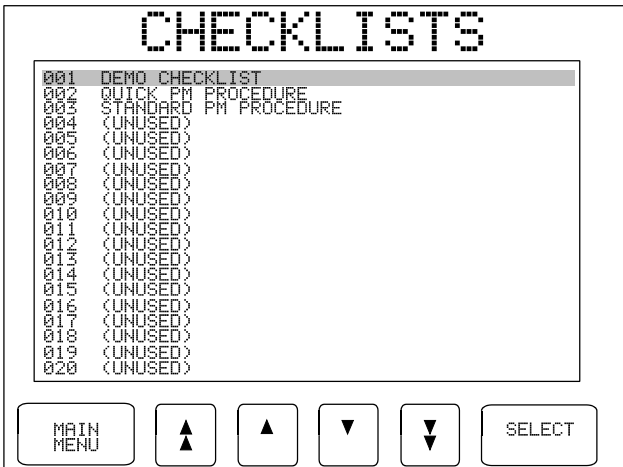 CHECKLISTS
001 DEMO CHECKLIST
002 QUICK PM PROCEDURE
003 STANDARD PM PROCEDURE
004 (UNUSED)
005 (UNUSED)
006 (UNUSED)
007 (UNUSED)
008 (UNUSED)
009 (UNUSED)
010 (UNUSED)
011 (UNUSED)
012 (UNUSED)
013 (UNUSED)
014 (UNUSED)
015 (UNUSED)
016 (UNUSED)
017 (UNUSED)
018 (UNUSED)
019 (UNUSED)
020 (UNUSED)
MAIN
MENU
SELECT